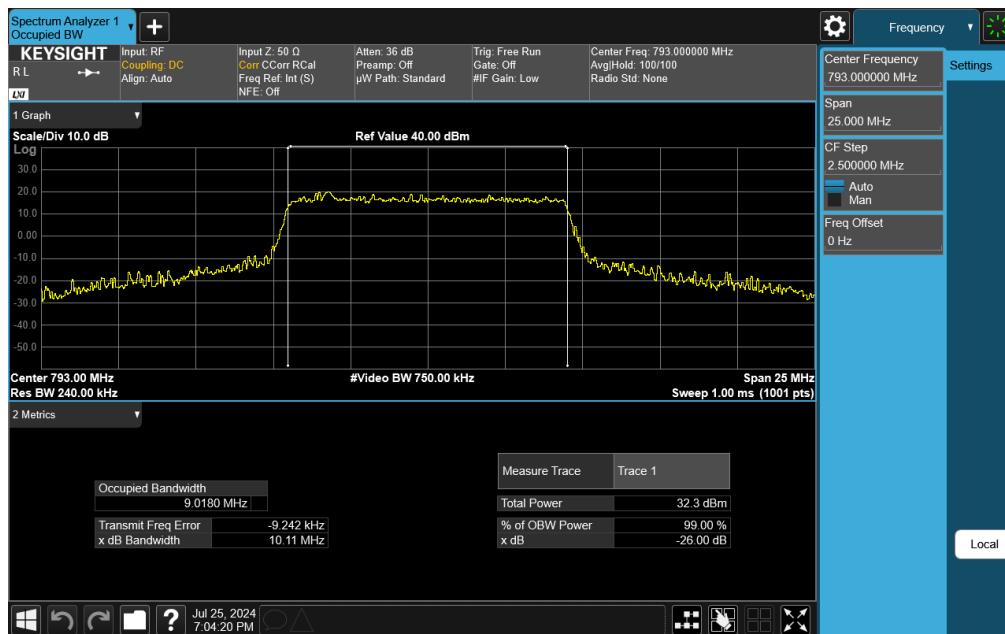 Spectrum Analyzer 1
Occupied BW
Frequency
KEYSIGHT
R L
LXI
Input: RF
Coupling: DC
Align: Auto
Input Z: 50 Ω
Corr CCorr RCal
Freq Ref: Int (S)
NFE: Off
Atten: 36 dB
Preamp: Off
µW Path: Standard
Trig: Free Run
Gate: Off
#IF Gain: Low
Center Freq: 793.000000 MHz
Avg|Hold: 100/100
Radio Std: None
Center Frequency
793.000000 MHz
Settings
Span
25.000 MHz
CF Step
2.500000 MHz
Auto
Man
Freq Offset
0 Hz
Local
1 Graph
Scale/Div 10.0 dB
Ref Value 40.00 dBm
Log
30.0
20.0
10.0
0.00
-10.0
-20.0
-30.0
-40.0
-50.0
Center 793.00 MHz
#Video BW 750.00 kHz
Span 25 MHz
Res BW 240.00 kHz
Sweep 1.00 ms (1001 pts)
2 Metrics
Occupied Bandwidth
9.0180 MHz
Transmit Freq Error -9.242 kHz
x dB Bandwidth 10.11 MHz
Measure Trace Trace 1
Total Power 32.3 dBm
% of OBW Power 99.00 %
x dB -26.00 dB
?
Jul 25, 2024
7:04:20 PM